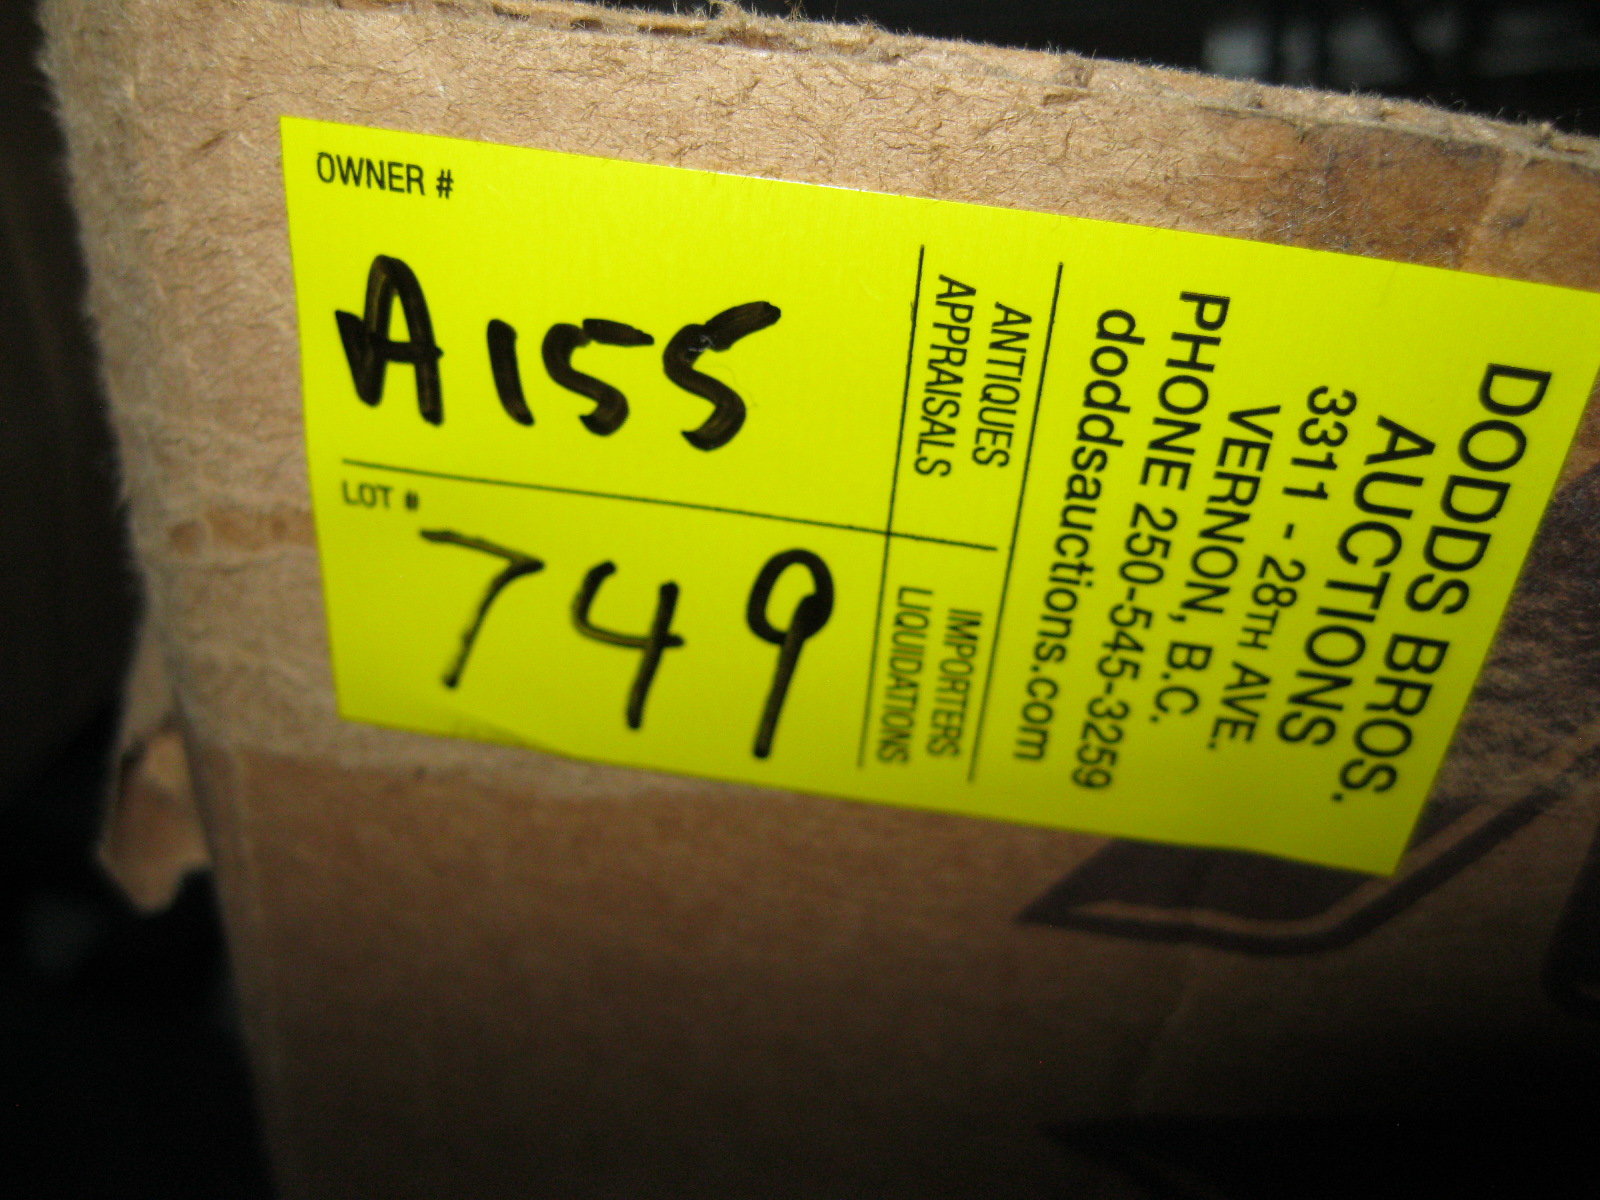 OWNER #
A155
LOT #
749
DODDS BROS.
AUCTIONS
3311 - 28TH AVE.
VERNON, B.C.
PHONE 250-545-3259
doddsauctions.com
ANTIQUES
APPRAISALS
IMPORTERS
LIQUIDATIONS